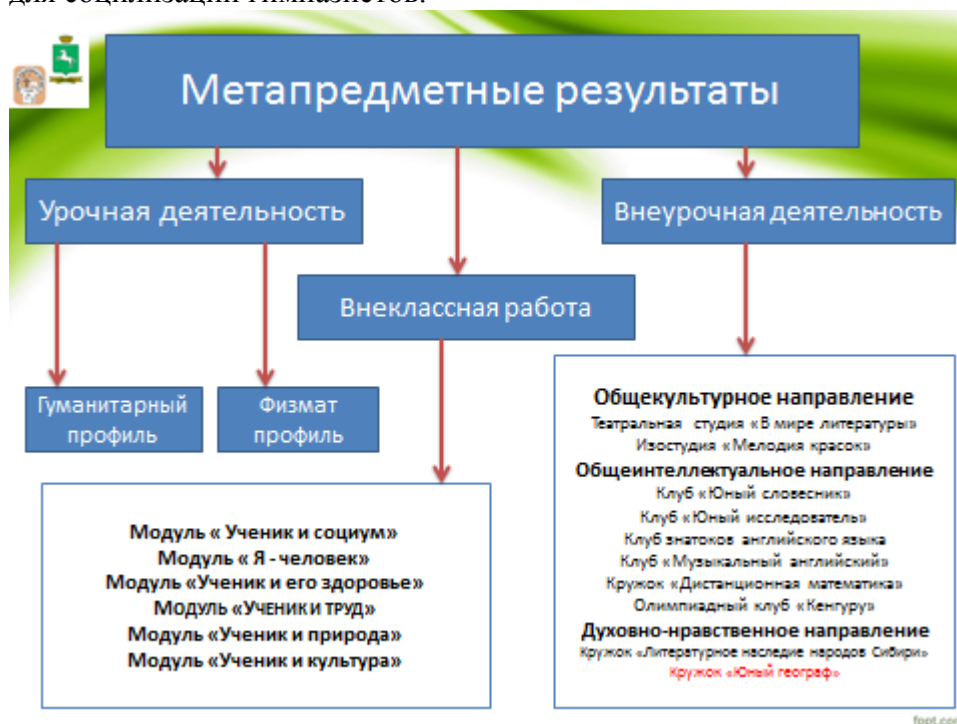 для социлизации гимназистов.
Метапредметные результаты
Урочная деятельность
Внеурочная деятельность
Внеклассная работа
Гуманитарный
профиль
Физмат
профиль
Модуль « Ученик и социум»
Модуль « Я - человек»
Модуль «Ученик и его здоровье»
Модуль «Ученик и труд»
Модуль «Ученик и природа»
Модуль «Ученик и культура»
Общекультурное направление
Театральная студия «В мире литературы»
Изостудия «Мелодия красок»
Общеинтеллектуальное направление
Клуб «Юный словесник»
Клуб «Юный исследователь»
Клуб знатоков английского языка
Клуб «Музыкальный английский»
Кружок «Дистанционная математика»
Олимпиадный клуб «Кенгуру»
Духовно-нравственное направление
Кружок «Литературное наследие народов Сибири»
Кружок «Юный географ»